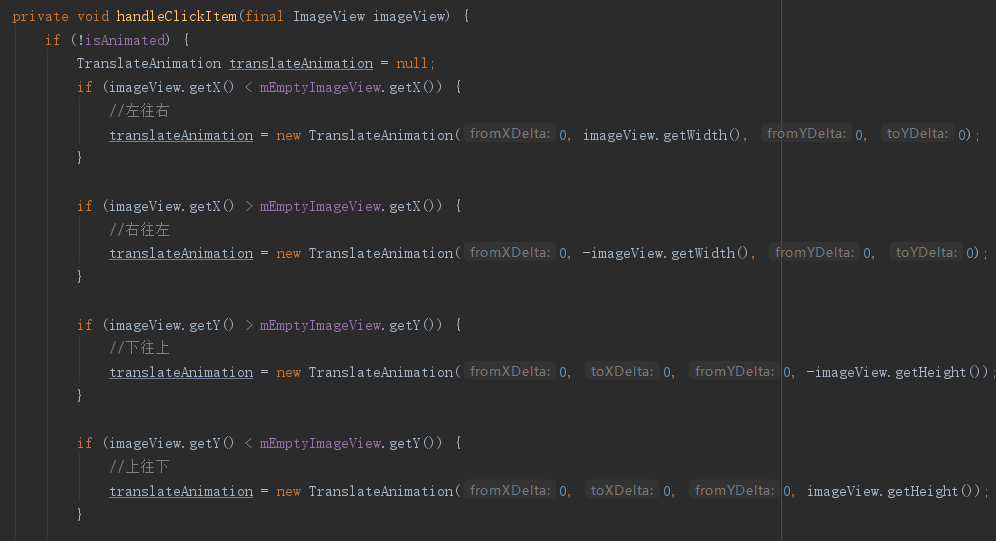 private void handleClickItem(final ImageView imageView) {
if (!isAnimated) {
TranslateAnimation translateAnimation = null;
if (imageView.getX() < mEmptyImageView.getX()) {
//左往右
translateAnimation = new TranslateAnimation( fromXDelta: 0, imageView.getWidth(), fromYDelta: 0, toYDelta: 0);
}
if (imageView.getX() > mEmptyImageView.getX()) {
//右往左
translateAnimation = new TranslateAnimation( fromXDelta: 0, -imageView.getWidth(), fromYDelta: 0, toYDelta: 0);
}
if (imageView.getY() > mEmptyImageView.getY()) {
//下往上
translateAnimation = new TranslateAnimation( fromXDelta: 0, toXDelta: 0, fromYDelta: 0, -imageView.getHeight());
}
if (imageView.getY() < mEmptyImageView.getY()) {
//上往下
translateAnimation = new TranslateAnimation( fromXDelta: 0, toXDelta: 0, fromYDelta: 0, imageView.getHeight());
}